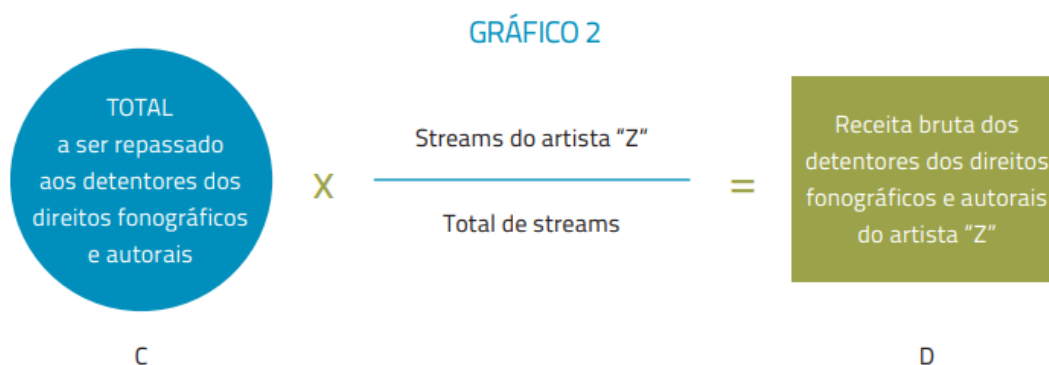 GRÁFICO 2
TOTAL
a ser repassado
aos detentores dos
direitos fonográficos
e autorais
X
Streams do artista “Z”
Total de streams
=
Receita bruta dos
detentores dos direitos
fonográficos e autorais
do artista “Z”
C
D